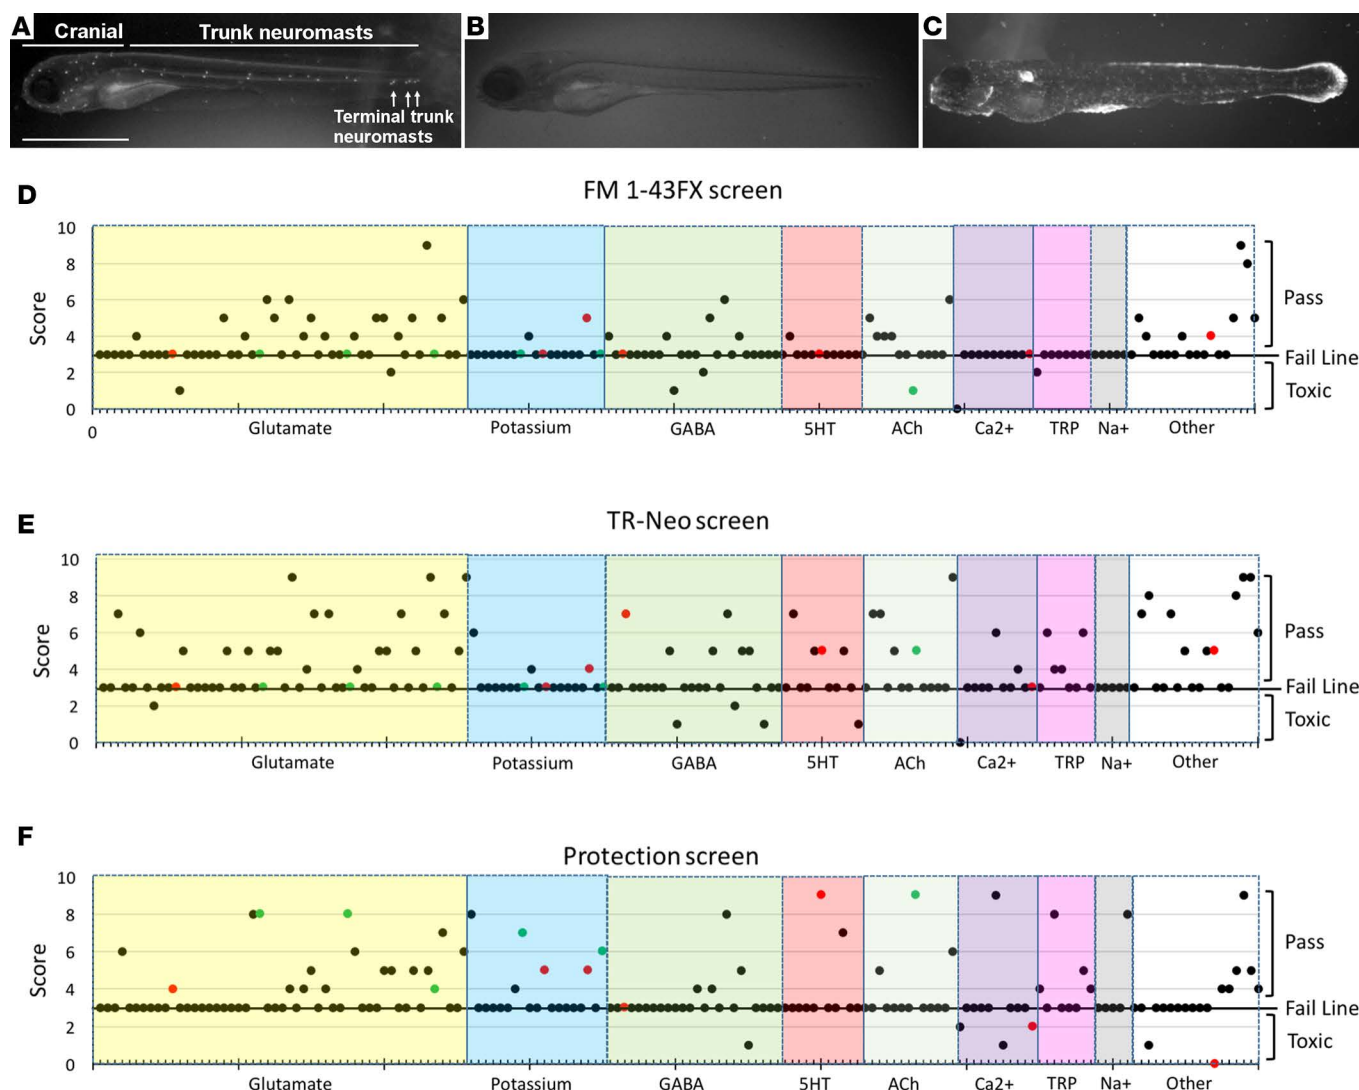 A
Cranial
Trunk neuromasts
Terminal trunk
neuromasts
B
C
D
FM 1-43FX screen
Score
10
8
6
4
2
0
0
Glutamate
Potassium
GABA
5HT
ACh
Ca2+
TRP
Na+
Other
Pass
Fail Line
Toxic
E
TR-Neo screen
Score
10
8
6
4
2
0
Glutamate
Potassium
GABA
5HT
ACh
Ca2+
TRP
Na+
Other
Pass
Fail Line
Toxic
F
Protection screen
Score
10
8
6
4
2
0
Glutamate
Potassium
GABA
5HT
ACh
Ca2+
TRP
Na+
Other
Pass
Fail Line
Toxic